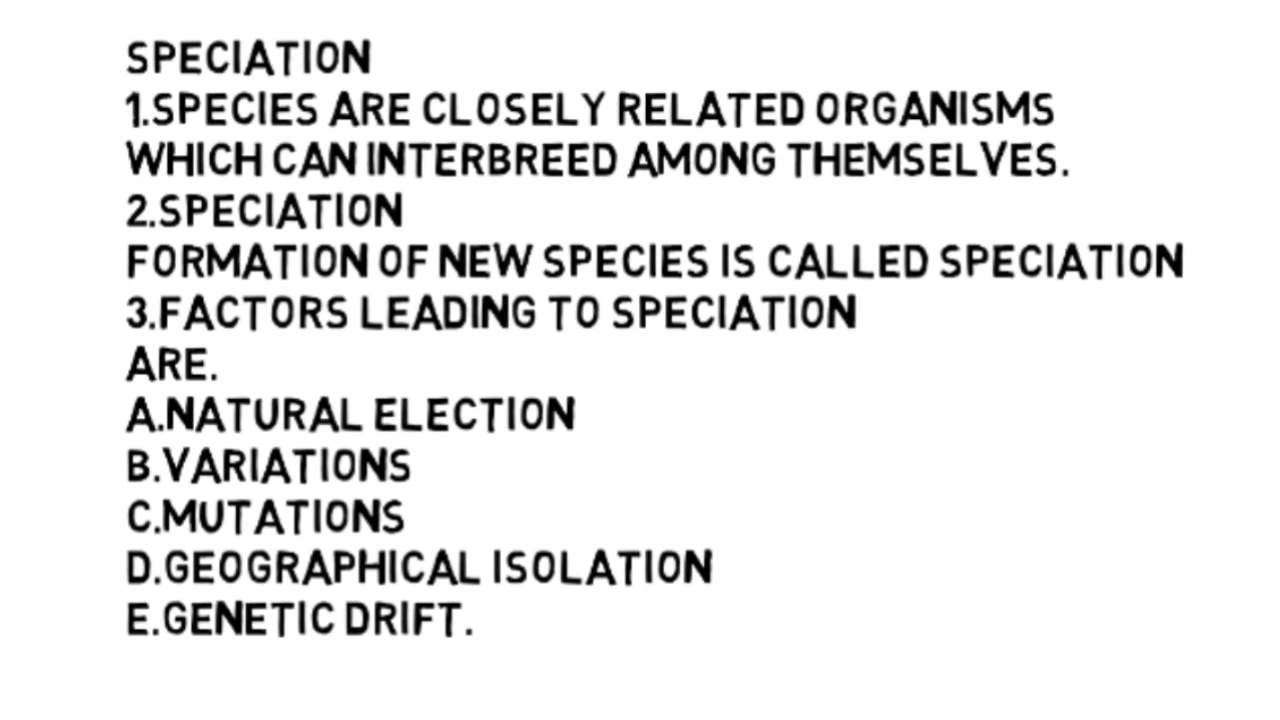 SPECIATION
1.SPECIES ARE CLOSELY RELATED ORGANISMS
WHICH CAN INTERBREED AMONG THEMSELVES.
2.SPECIATION
FORMATION OF NEW SPECIES IS CALLED SPECIATION
3.FACTORS LEADING TO SPECIATION
ARE.
A.NATURAL ELECTION
B.VARIATIONS
C.MUTATIONS
D.GEOGRAPHICAL ISOLATION
E.GENETIC DRIFT.